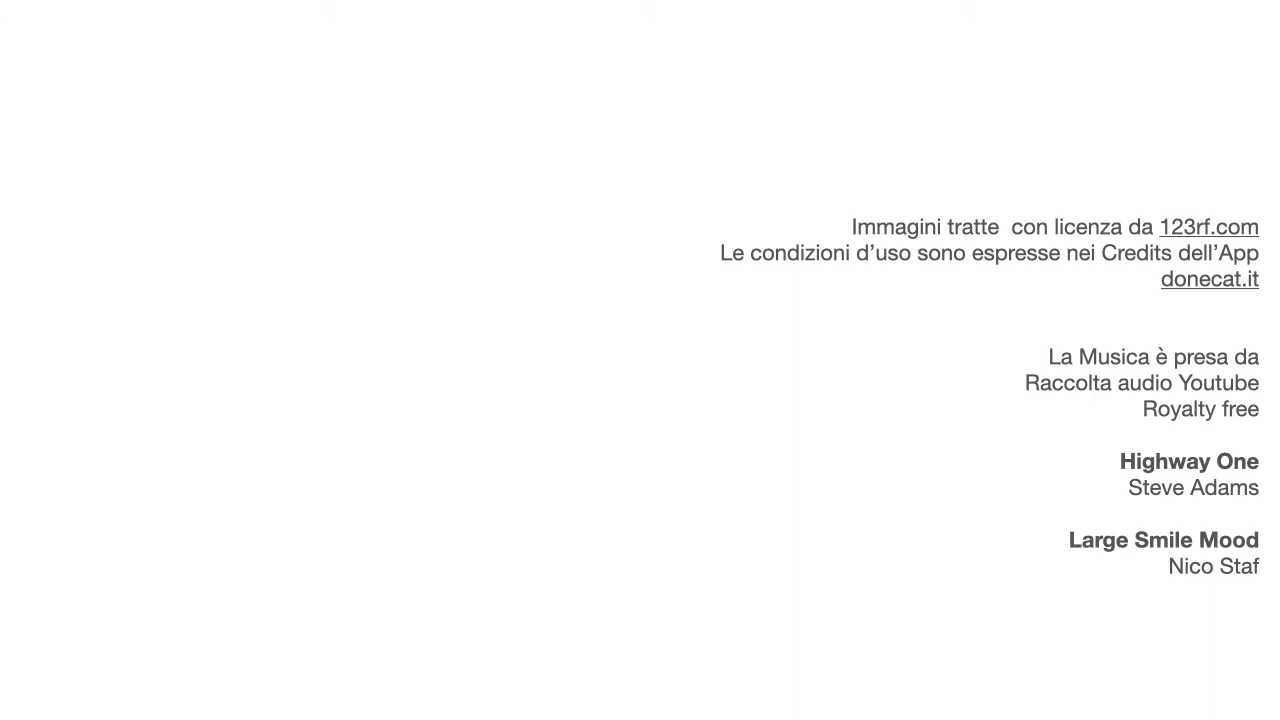 Immagini tratte  con licenza da 123rf.com
Le condizioni d’uso sono espresse nei Credits dell’App
donecat.it
La Musica è presa da
Raccolta audio Youtube
Royalty free
Highway One
Steve Adams
Large Smile Mood
Nico Staf